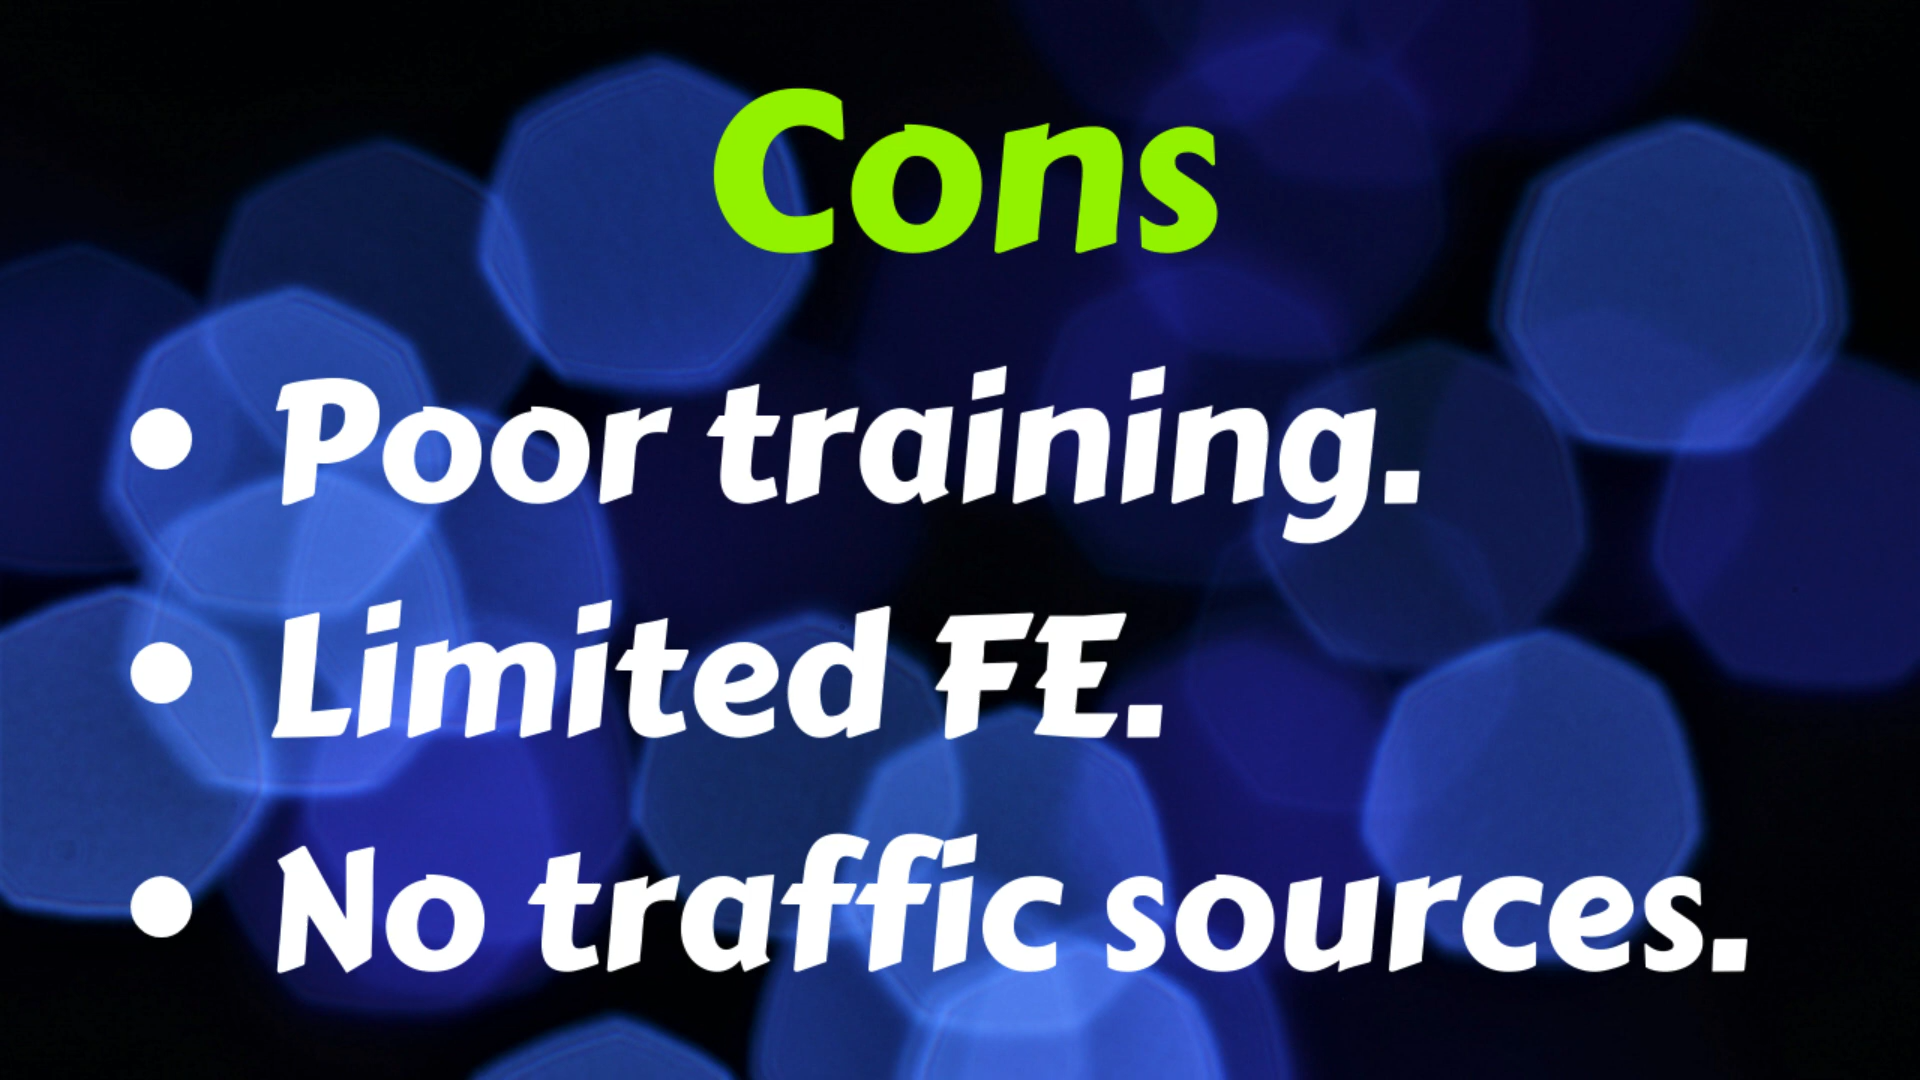 Cons
• Poor training.
• Limited FE.
• No traffic sources.